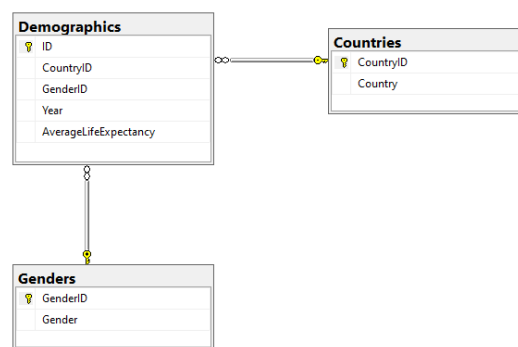 Demographics
ID
CountryID
GenderID
Year
AverageLifeExpectancy
Countries
CountryID
Country
Genders
GenderID
Gender